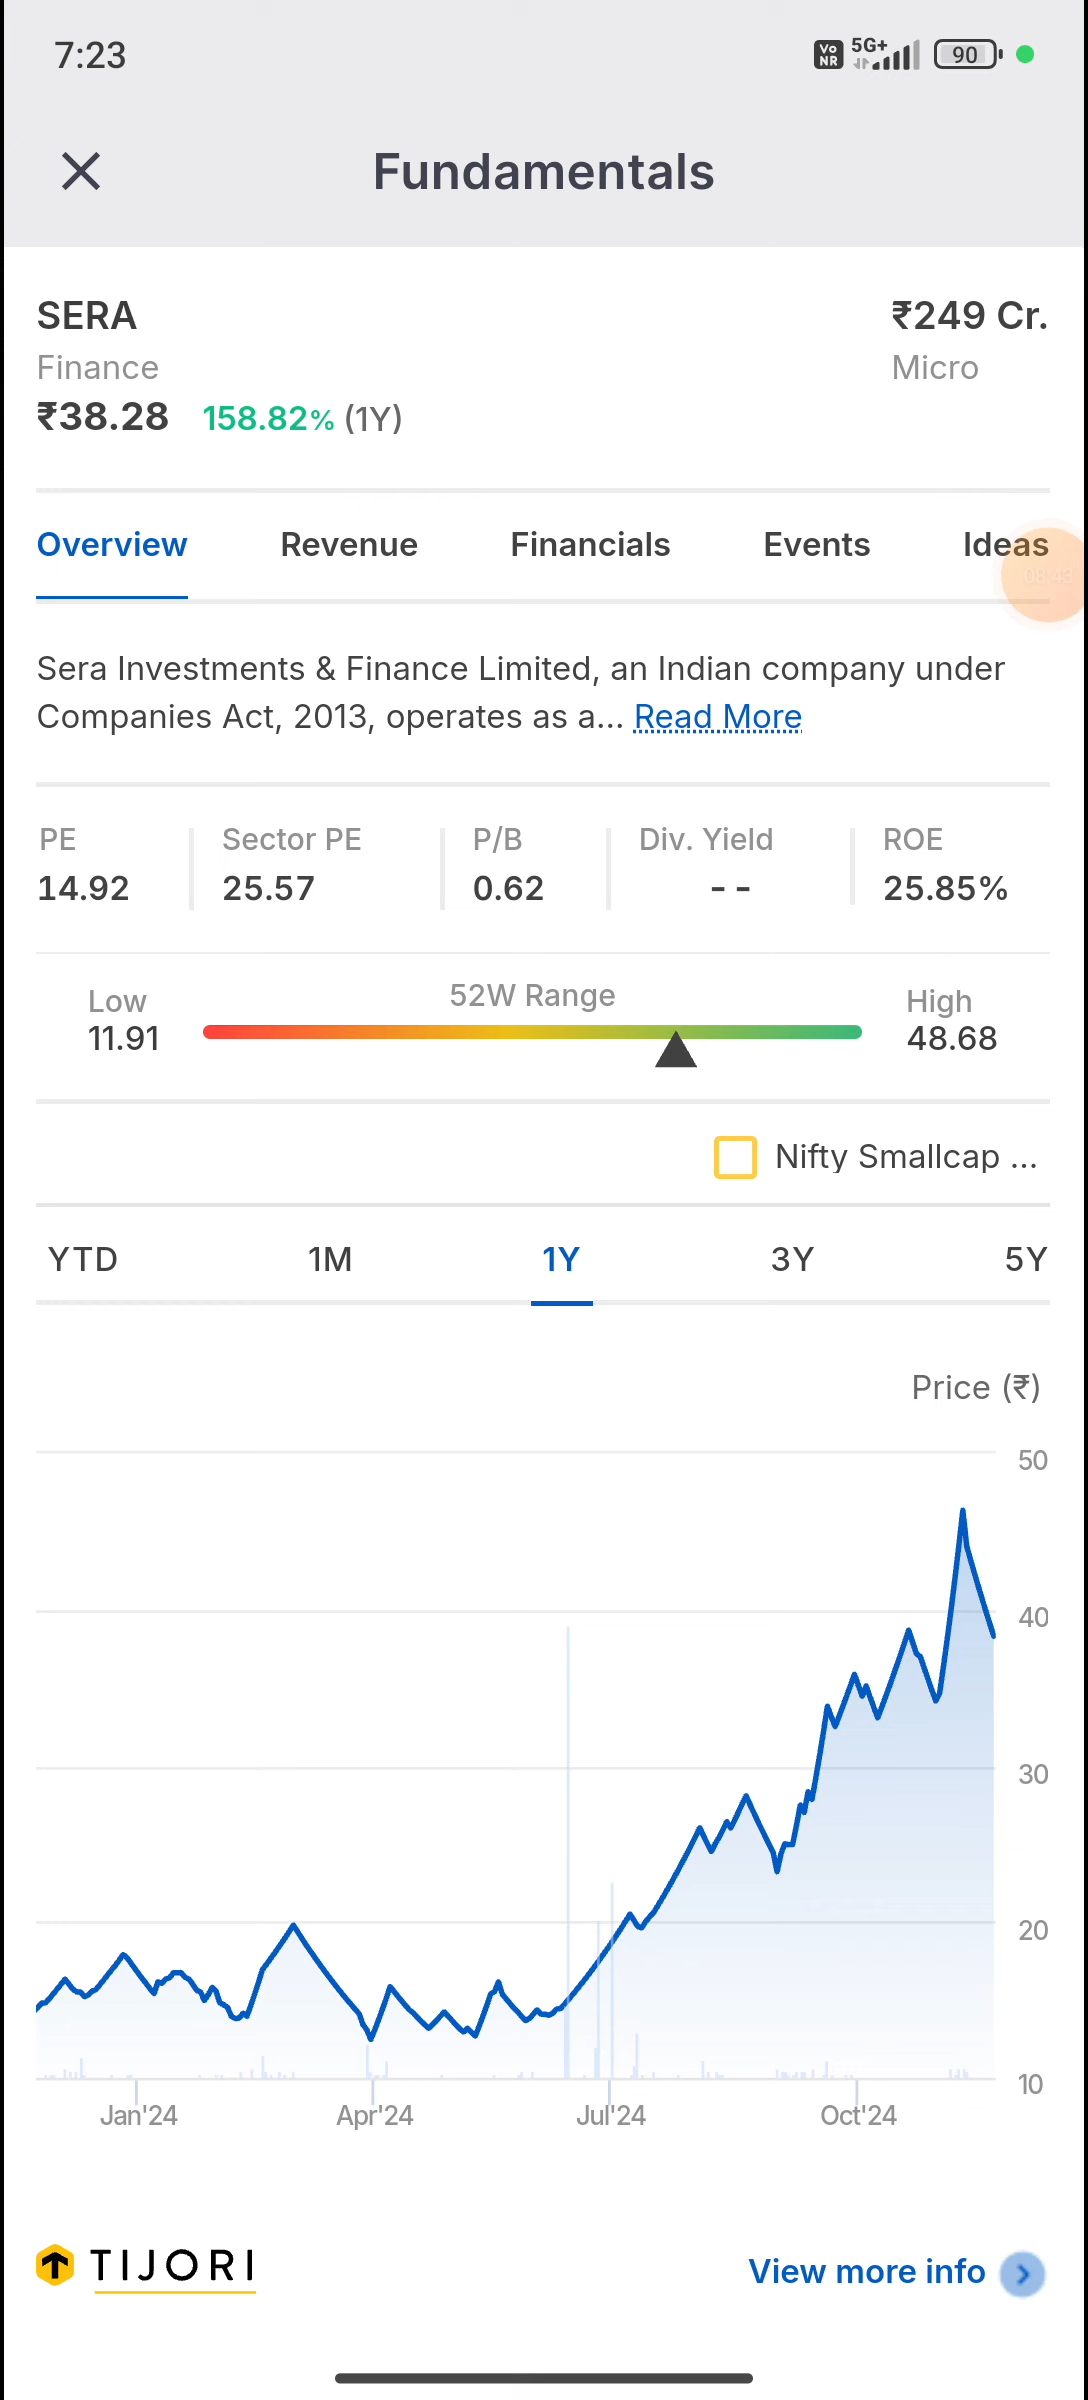 7:23
Vo NR 5G+ 90
Fundamentals
SERA ₹249 Cr.
Finance Micro
₹38.28 158.82% (1Y)
Overview Revenue Financials Events Ideas
08:43
Sera Investments & Finance Limited, an Indian company under
Companies Act, 2013, operates as a... Read More
PE Sector PE P/B Div. Yield ROE
14.92 25.57 0.62 -- 25.85%
Low 52W Range High
11.91 48.68
Nifty Smallcap ...
YTD 1M 1Y 3Y 5Y
Price (₹)
50
40
30
20
10
Jan'24 Apr'24 Jul'24 Oct'24
TIJORI View more info